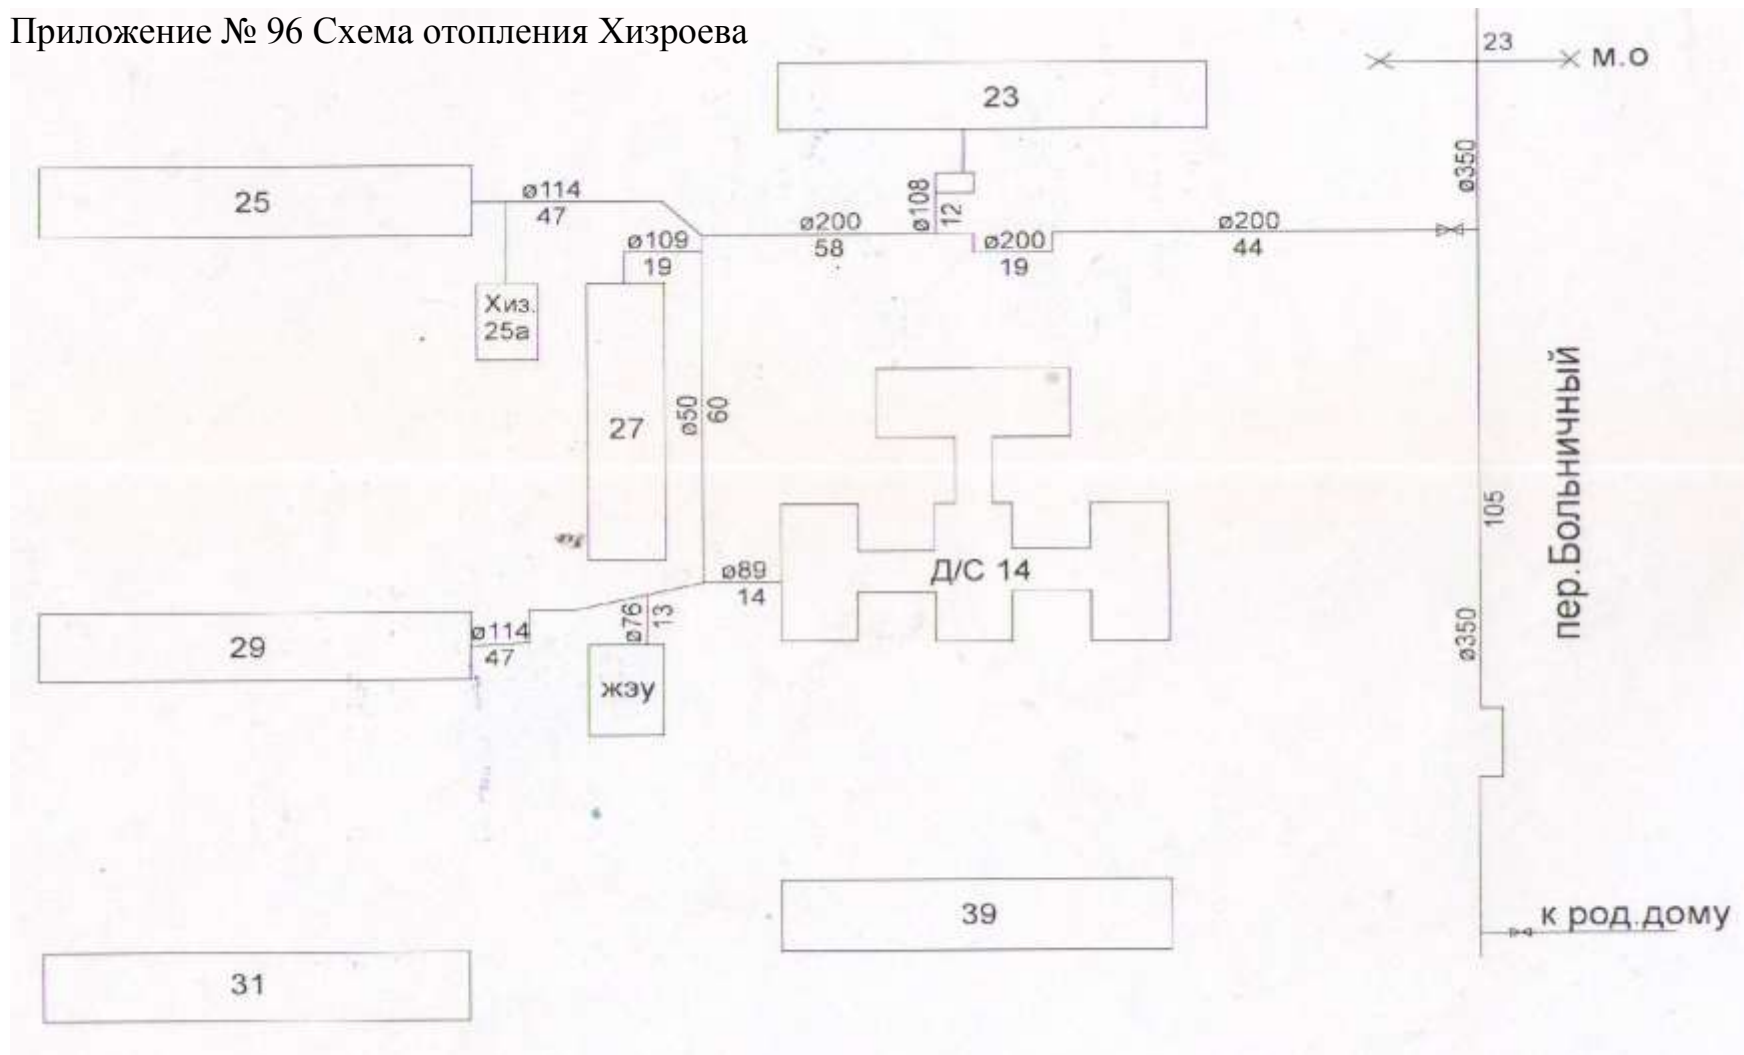 Приложение № 96 Схема отопления Хизроева
23
м.о
23
ø350
25
ø114
47
ø108
12
ø200
58
ø200
19
ø200
44
ø109
19
Хиз.
25а
27
ø50
60
пер.Больничный
105
ø350
Д/С 14
ø89
14
ø76
13
29
ø114
47
жэу
39
к род.дому
31